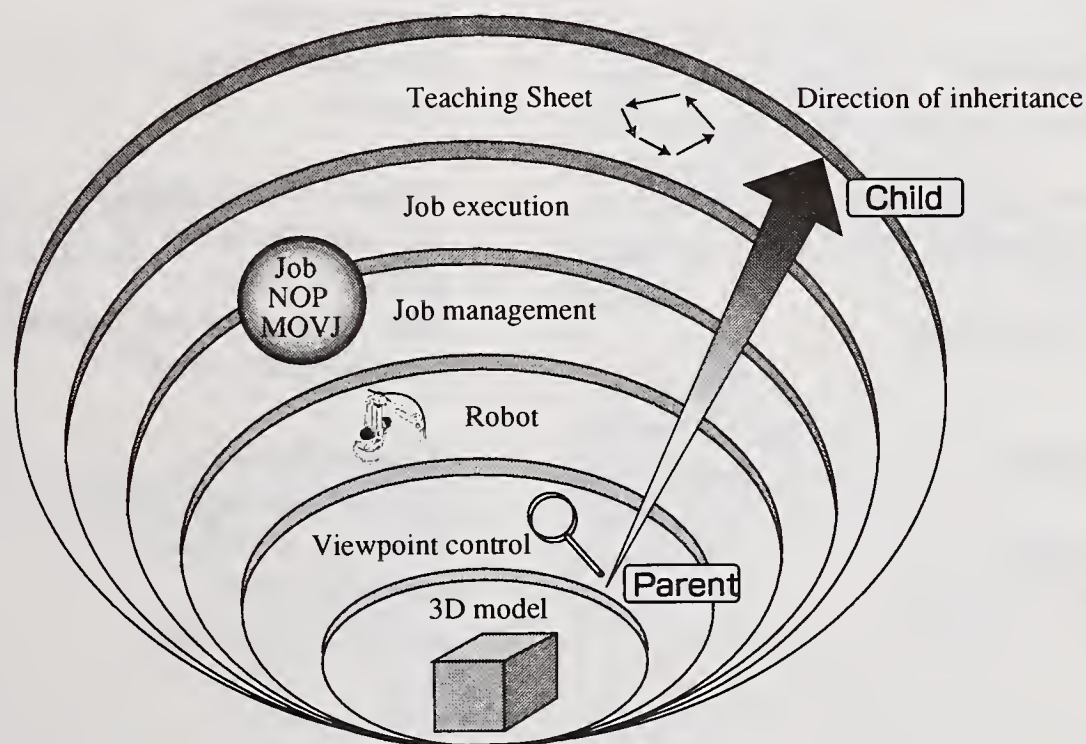 Teaching Sheet
Direction of inheritance
Child
Job execution
Job
NOP
MOVJ
Job management
Robot
Viewpoint control
Parent
3D model